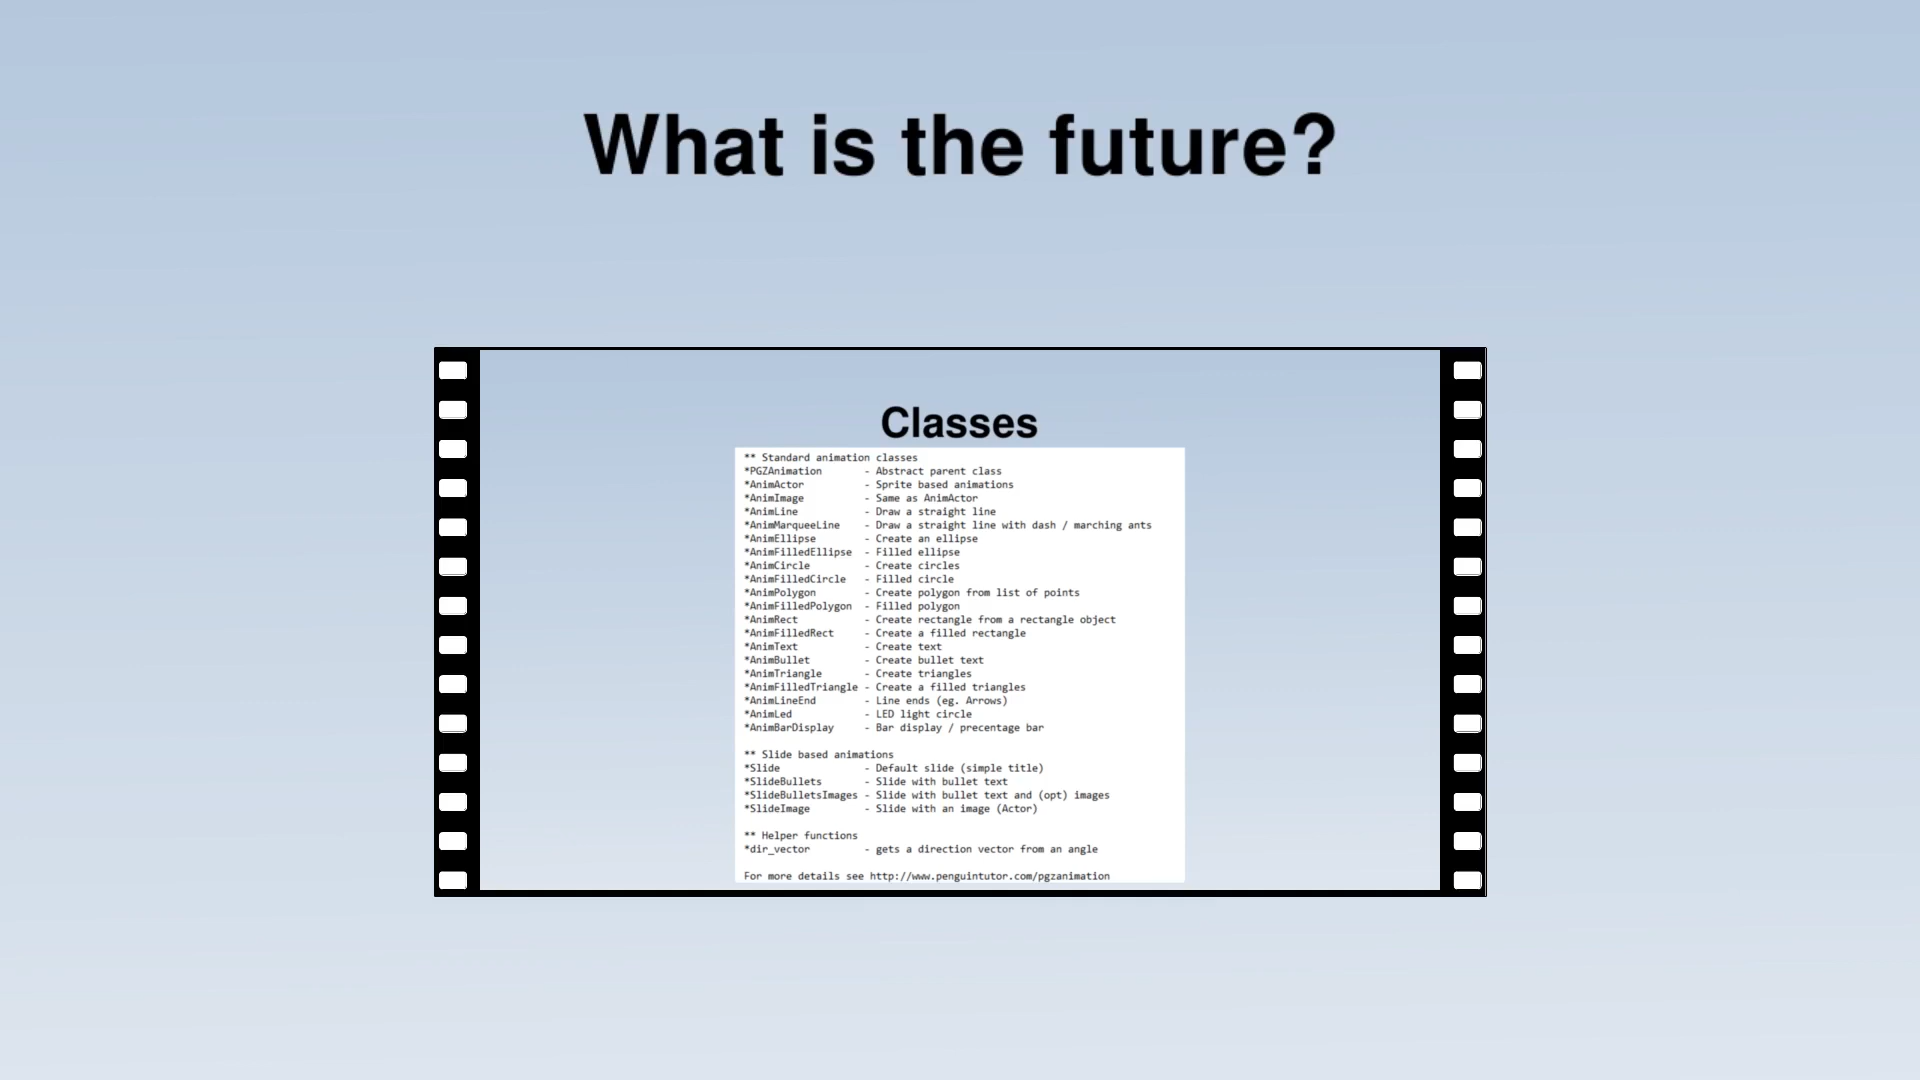 What is the future?
Classes
** Standard animation classes
*PGZAnimation - Abstract parent class
*AnimActor - Sprite based animations
*AnimImage - Same as AnimActor
*AnimLine - Draw a straight line
*AnimMarqueeLine - Draw a straight line with dash / marching ants
*AnimEllipse - Create an ellipse
*AnimFilledEllipse - Filled ellipse
*AnimCircle - Create circles
*AnimFilledCircle - Filled circle
*AnimPolygon - Create polygon from list of points
*AnimFilledPolygon - Filled polygon
*AnimRect - Create rectangle from a rectangle object
*AnimFilledRect - Create a filled rectangle
*AnimText - Create text
*AnimBullet - Create bullet text
*AnimTriangle - Create triangles
*AnimFilledTriangle - Create a filled triangles
*AnimLineEnd - Line ends (eg. Arrows)
*AnimLed - LED light circle
*AnimBarDisplay - Bar display / precentage bar
** Slide based animations
*Slide - Default slide (simple title)
*SlideBullets - Slide with bullet text
*SlideBulletsImages - Slide with bullet text and (opt) images
*SlideImage - Slide with an image (Actor)
** Helper functions
*dir_vector - gets a direction vector from an angle
For more details see http://www.penguintutor.com/pgzanimation